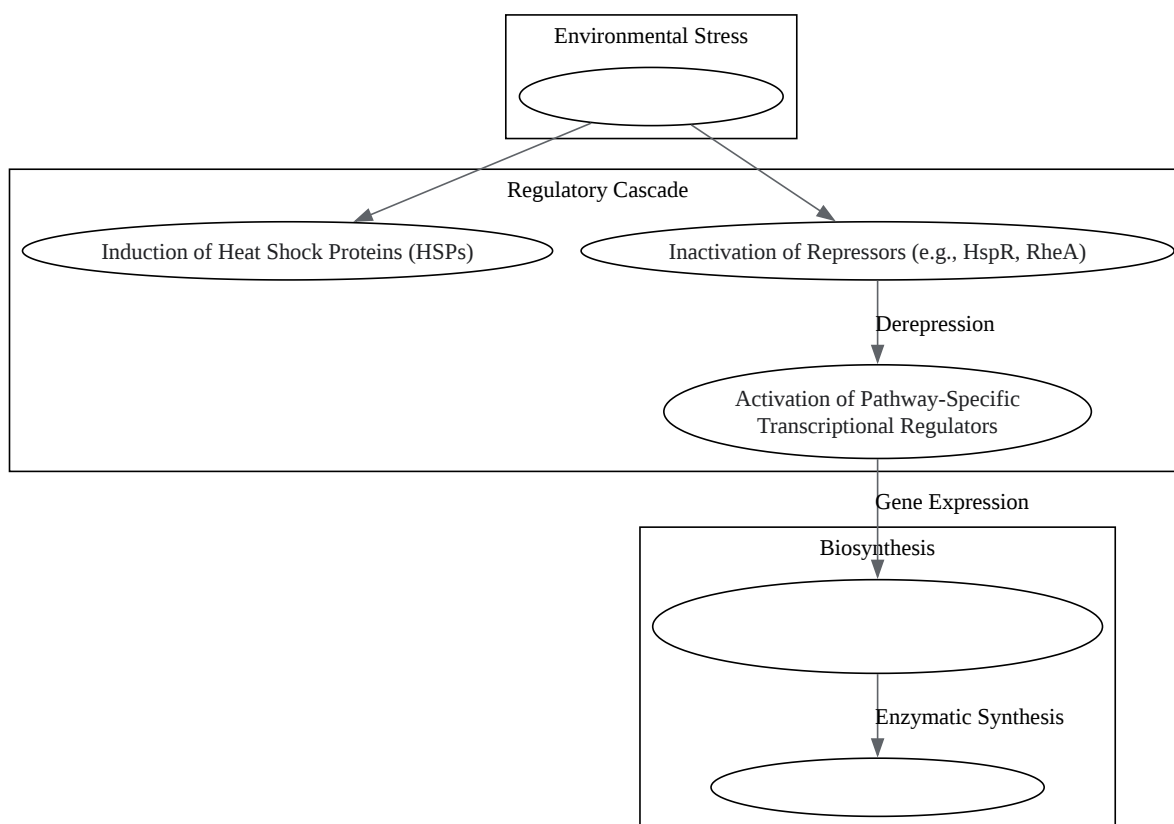 Environmental Stress
Regulatory Cascade
Induction of Heat Shock Proteins (HSPs)
Inactivation of Repressors (e.g., HspR, RheA)
Derepression
Activation of Pathway-Specific
Transcriptional Regulators
Gene Expression
Biosynthesis
Enzymatic Synthesis